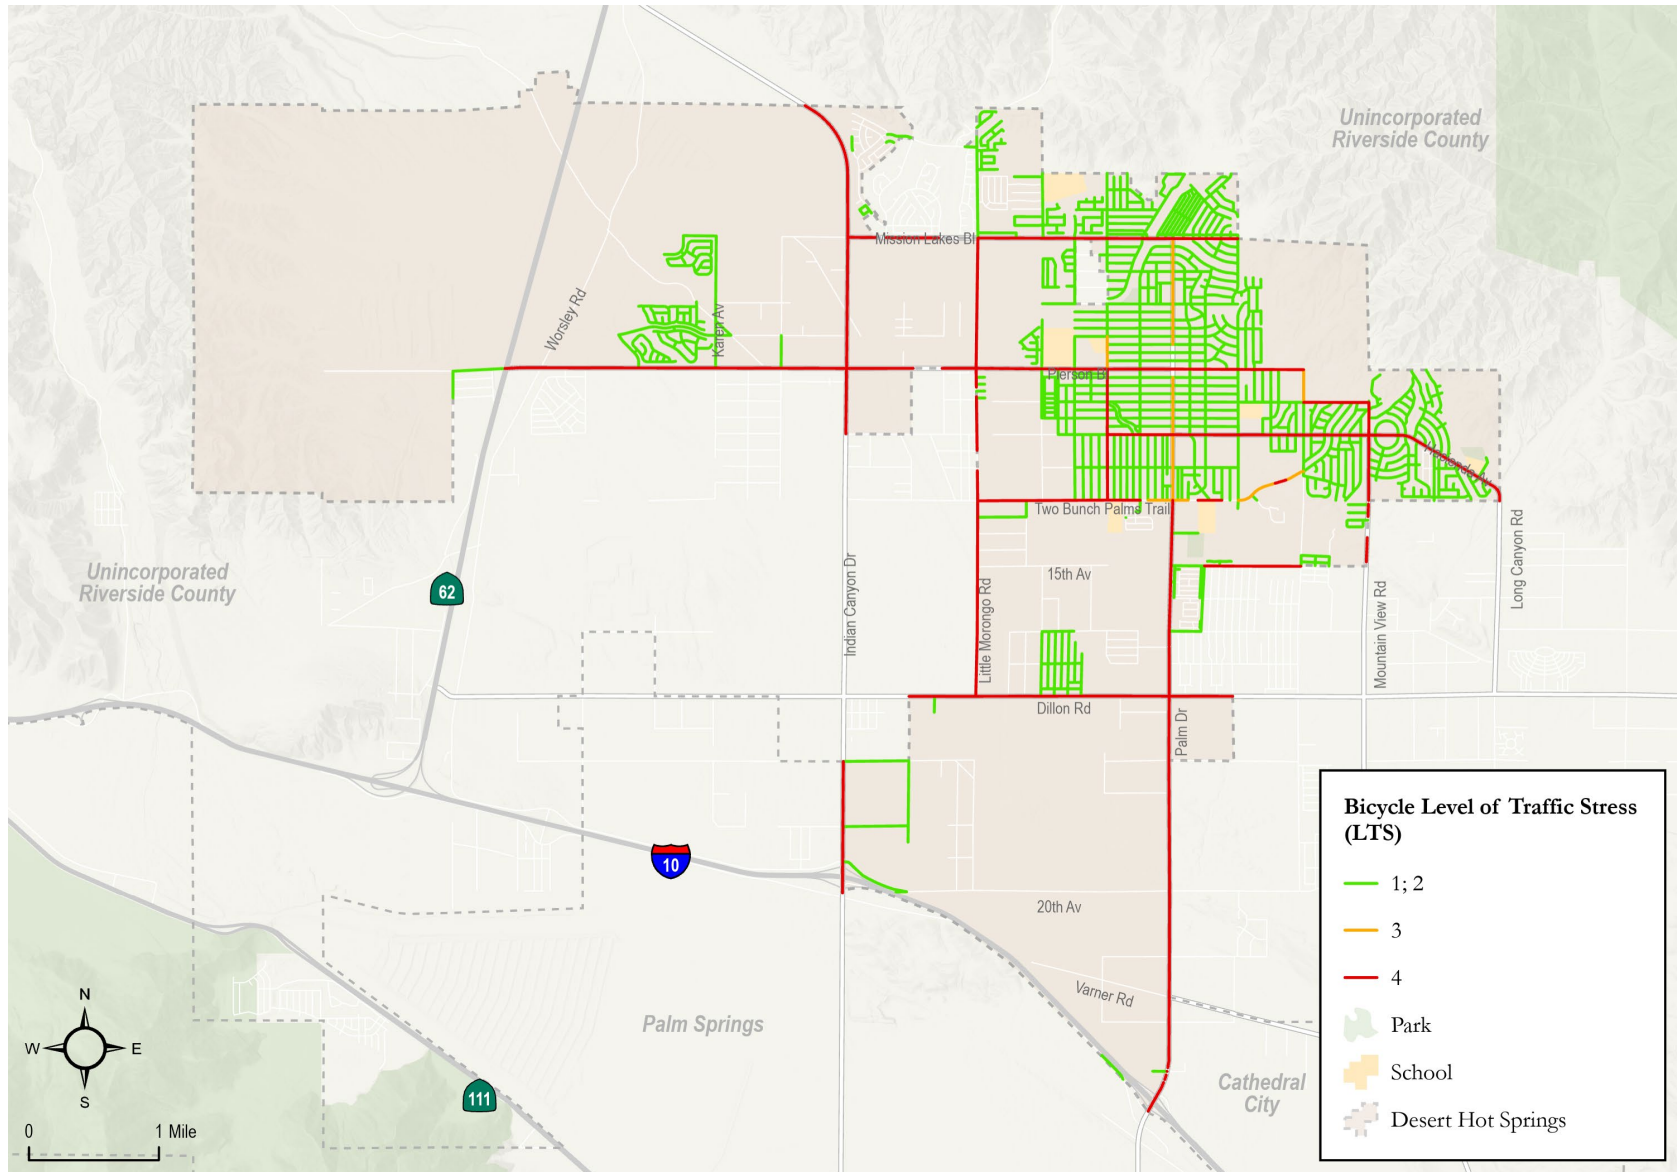 Unincorporated
Riverside County
Mission Lakes Bl
Worsley Rd
Karen Av
Pierson Bl
Hacienda Av
Two Bunch Palms Trail
Long Canyon Rd
Unincorporated
Riverside County
62
Indian Canyon Dr
15th Av
Little Morongo Rd
Mountain View Rd
Dillon Rd
Palm Dr
10
20th Av
Varner Rd
Palm Springs
Cathedral
City
111
N
W
E
S
0
1 Mile
Bicycle Level of Traffic Stress
(LTS)
1; 2
3
4
Park
School
Desert Hot Springs